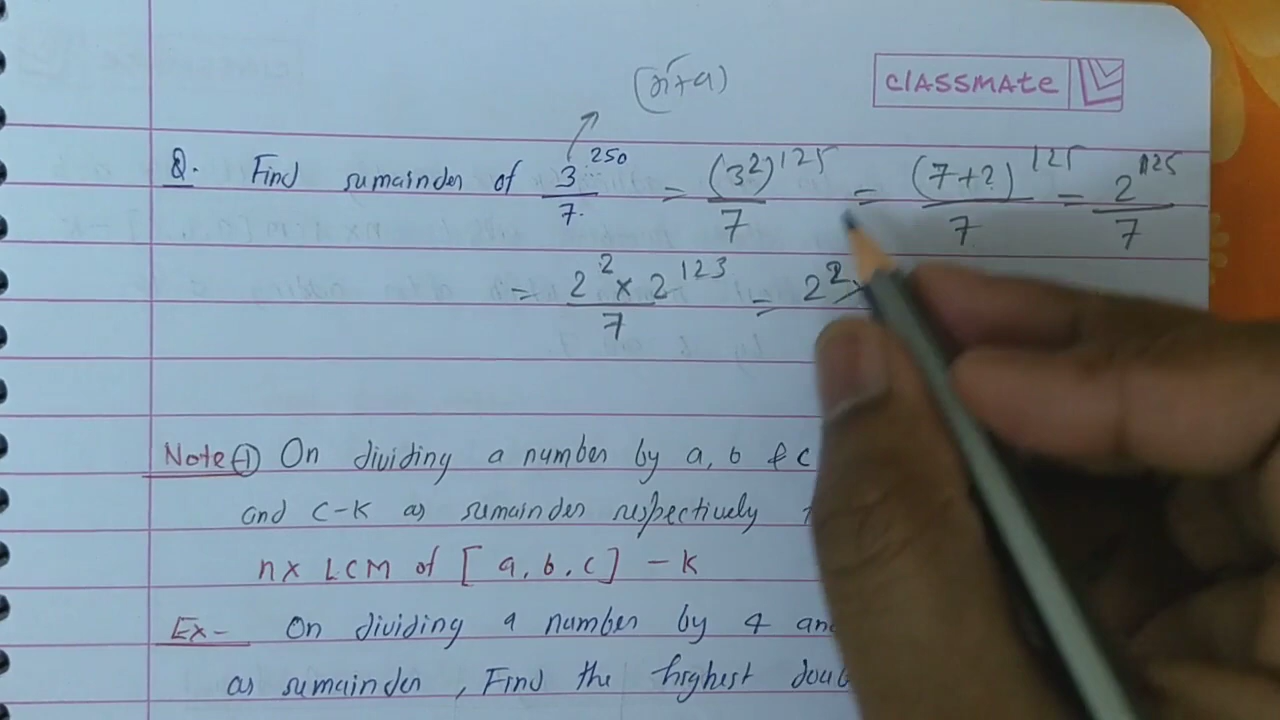 (x+a)
CLASSMATE
Q. Find remainder of 3^250/7 = (3^2)^125/7 = (7+2)^125/7 = 2^125/7
= 2^2 × 2^123/7 = 2^2 ×
Note ① On dividing a number by a, b & c
and C-K as remainder respectively
n× LCM of [a, b, c] - K
Ex- On dividing a number by 4
as remainder, Find the highest